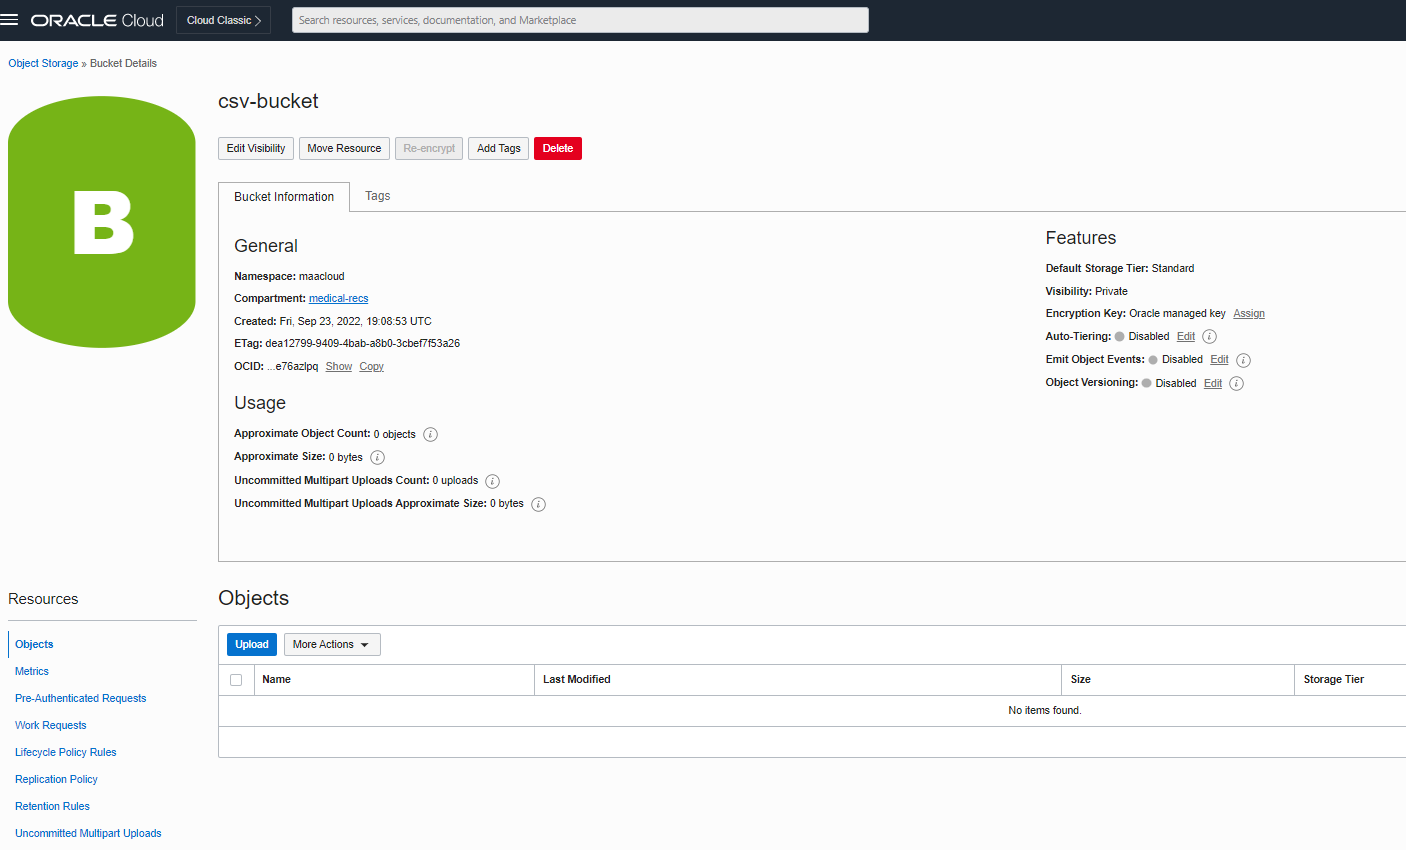 ORACLE Cloud
Cloud Classic
Search resources, services, documentation, and Marketplace
Object Storage » Bucket Details
B
csv-bucket
Edit Visibility
Move Resource
Re-encrypt
Add Tags
Delete
Bucket Information
Tags
General
Namespace: maacloud
Compartment: medical-recs
Created: Fri, Sep 23, 2022, 19:08:53 UTC
ETag: dea12799-9409-4bab-a8b0-3cbef7f53a26
OCID: ...e76azlpq Show Copy
Usage
Approximate Object Count: 0 objects i
Approximate Size: 0 bytes i
Uncommitted Multipart Uploads Count: 0 uploads i
Uncommitted Multipart Uploads Approximate Size: 0 bytes i
Features
Default Storage Tier: Standard
Visibility: Private
Encryption Key: Oracle managed key Assign
Auto-Tiering: Disabled Edit i
Emit Object Events: Disabled Edit i
Object Versioning: Disabled Edit i
Resources
Objects
Metrics
Pre-Authenticated Requests
Work Requests
Lifecycle Policy Rules
Replication Policy
Retention Rules
Uncommitted Multipart Uploads
Objects
Upload
More Actions
Name Last Modified Size Storage Tier
No items found.